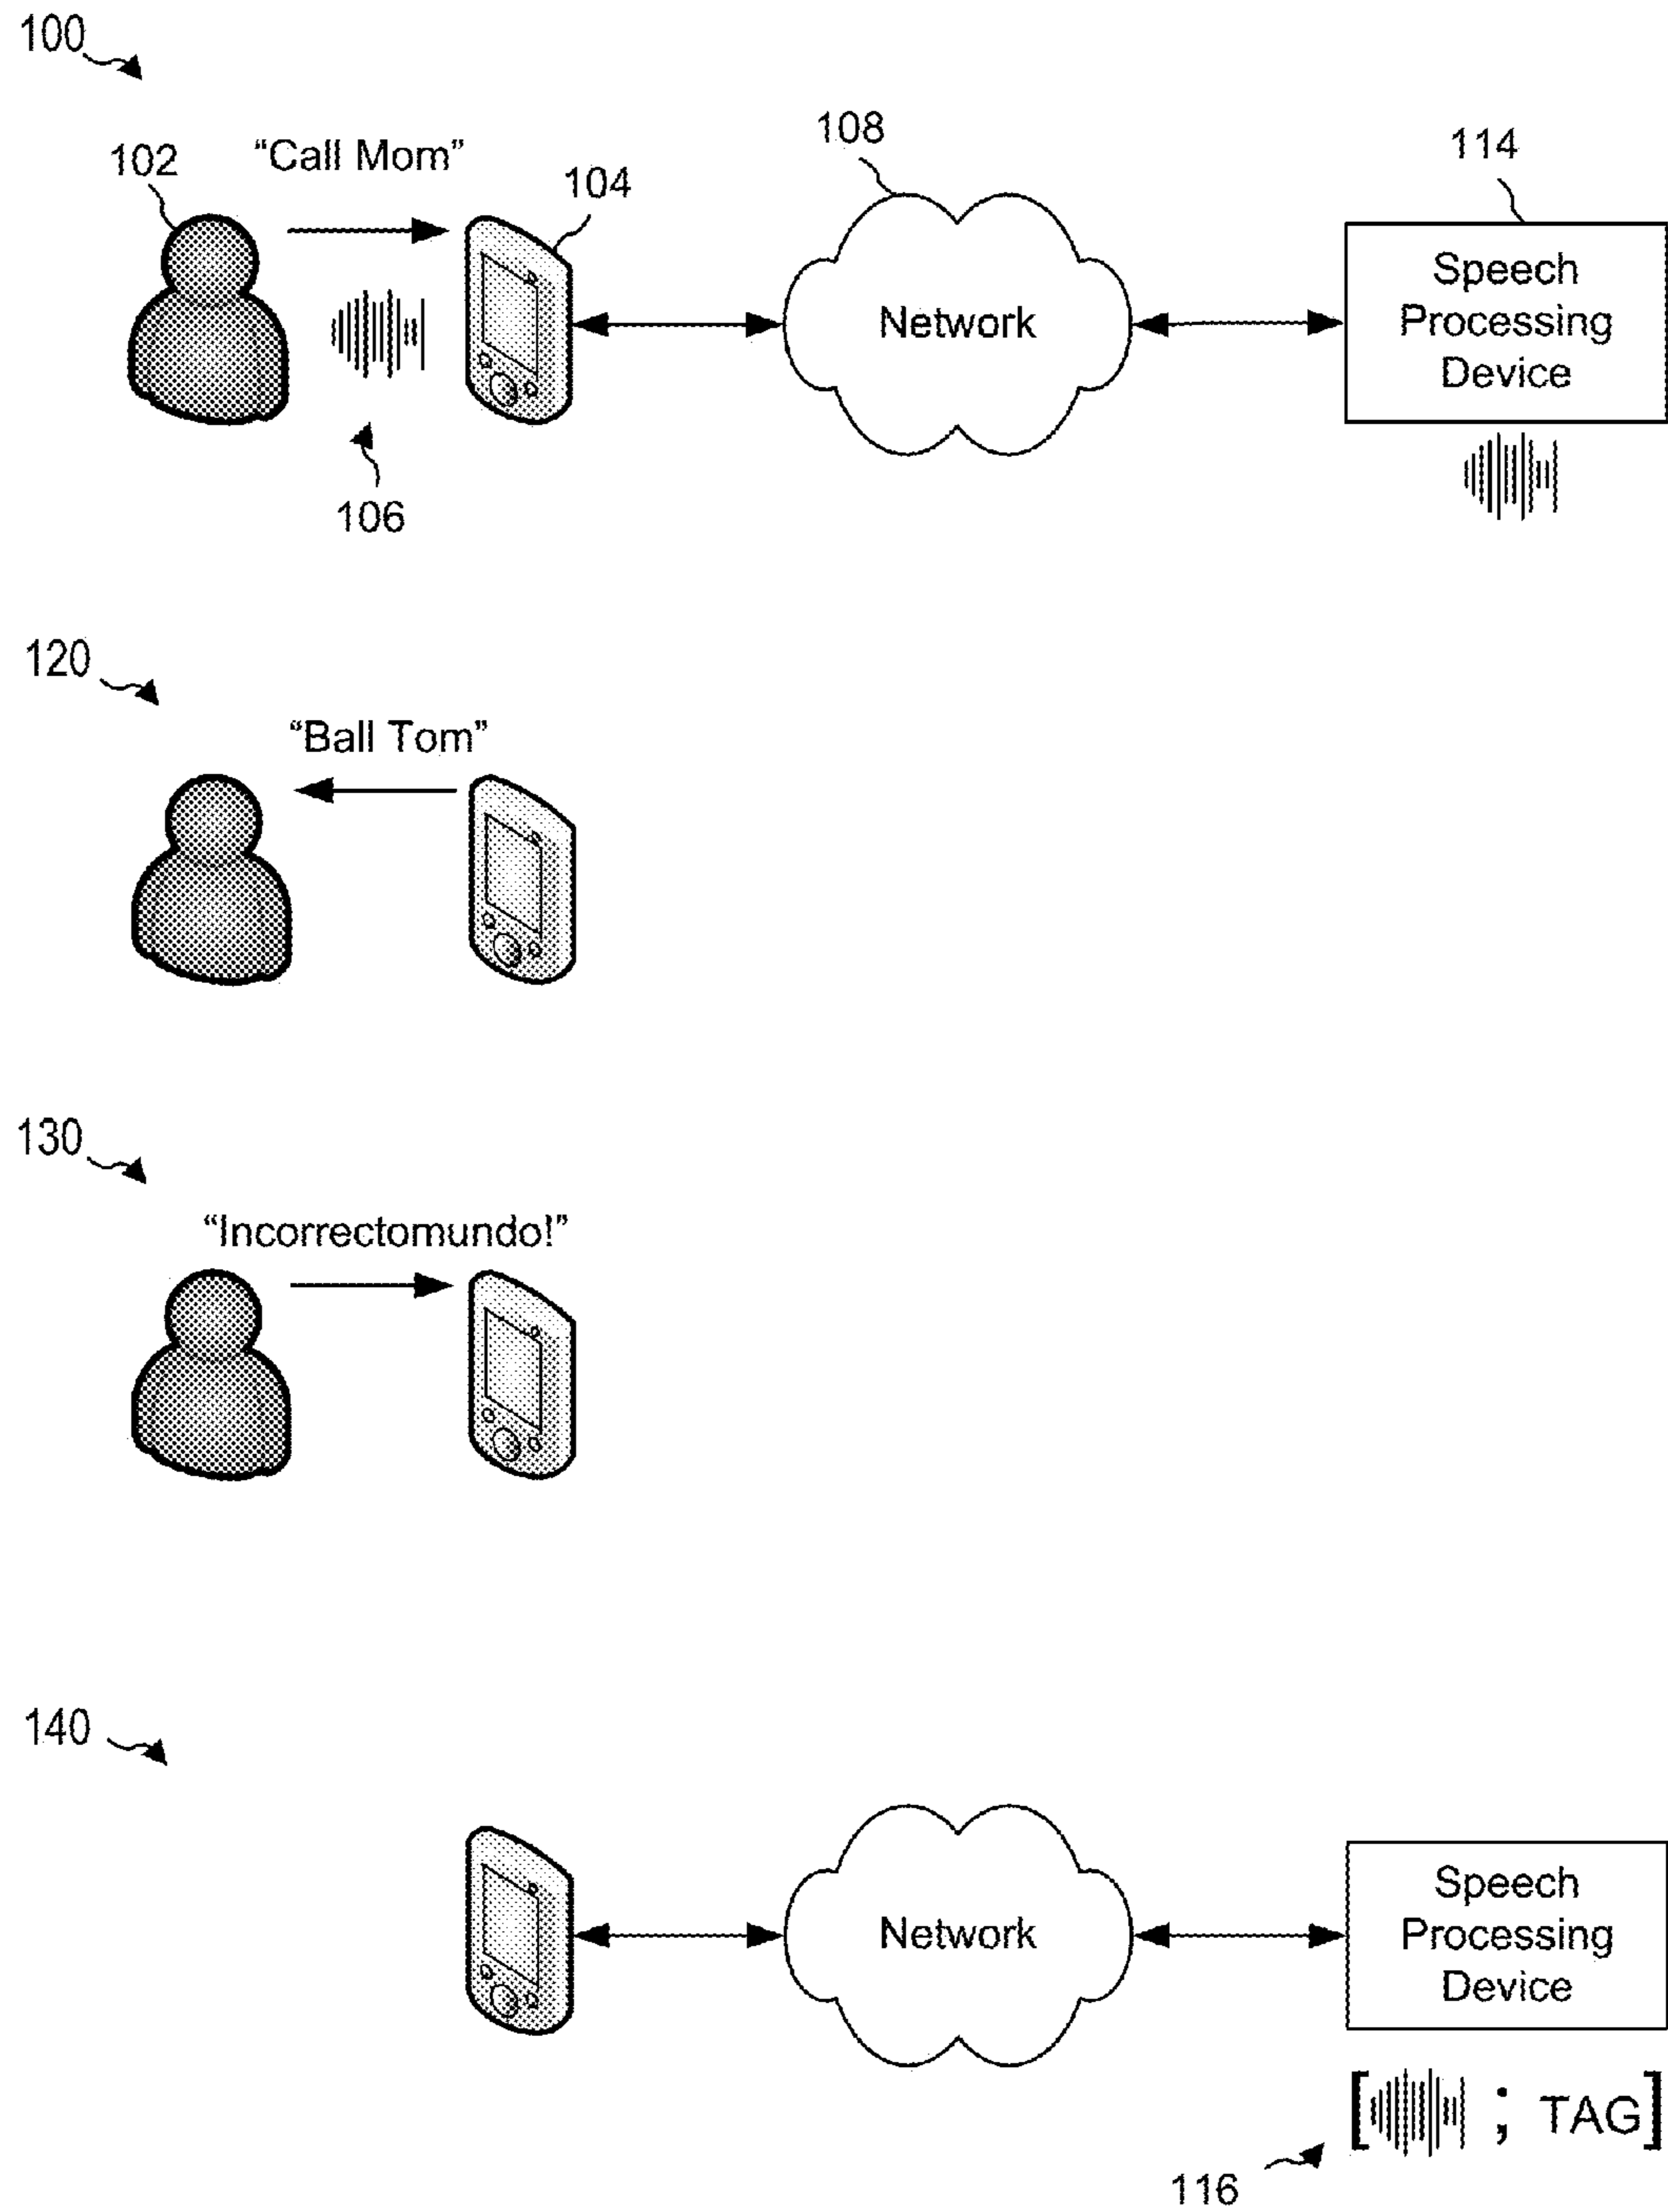 100
102
“Call Mom”
104
108
114
Speech
Processing
Device
Network
106
120
“Ball Tom”
130
“Incorrectomundo!”
140
Network
Speech
Processing
Device
[ ; TAG]
116